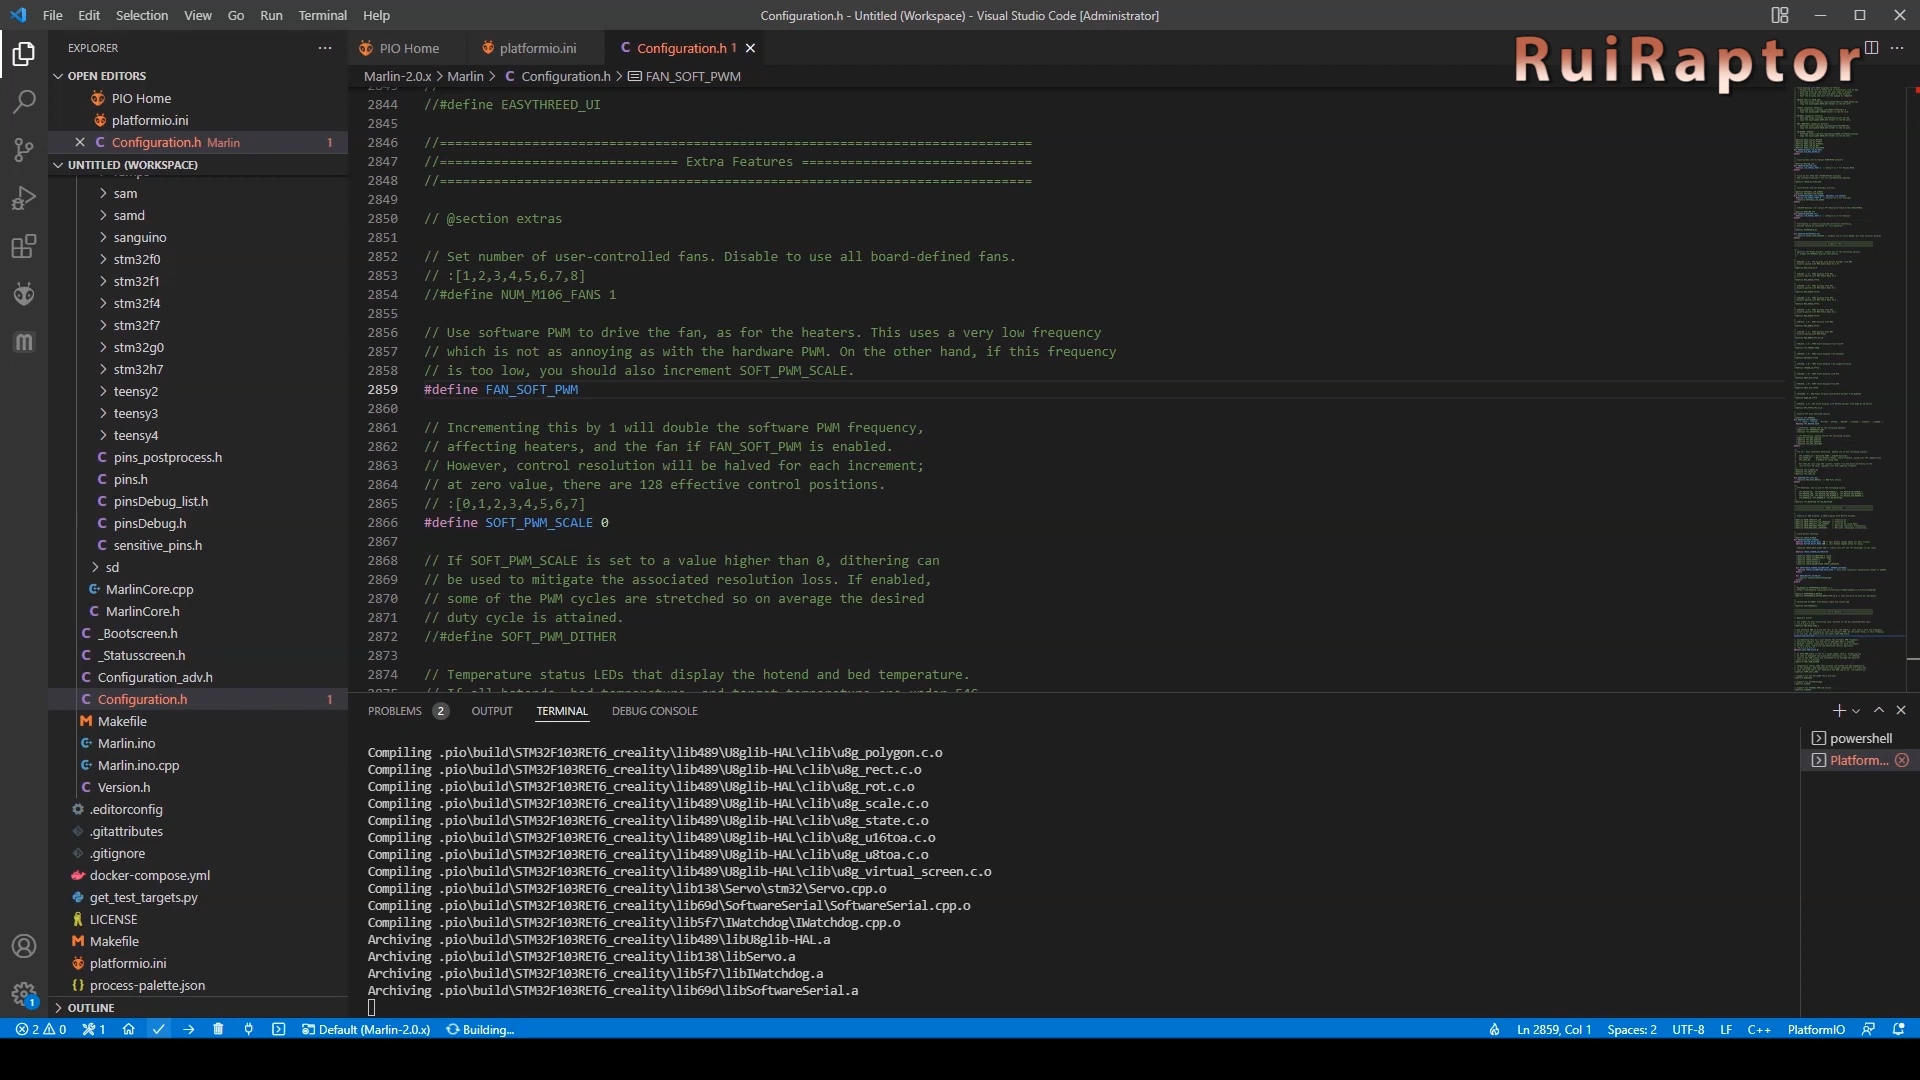 File Edit Selection View Go Run Terminal Help
Configuration.h - Untitled (Workspace) - Visual Studio Code [Administrator]
RuiRaptor
EXPLORER
OPEN EDITORS
PIO Home
platformio.ini
Configuration.h Marlin 1
UNTITLED (WORKSPACE)
sam
samd
sanguino
stm32f0
stm32f1
stm32f4
stm32f7
stm32g0
stm32h7
teensy2
teensy3
teensy4
pins_postprocess.h
pins.h
pinsDebug_list.h
pinsDebug.h
sensitive_pins.h
sd
MarlinCore.cpp
MarlinCore.h
_Bootscreen.h
_Statusscreen.h
Configuration_adv.h
Configuration.h 1
Makefile
Marlin.ino
Marlin.ino.cpp
Version.h
.editorconfig
.gitattributes
.gitignore
docker-compose.yml
get_test_targets.py
LICENSE
Makefile
platformio.ini
process-palette.json
OUTLINE
PIO Home platformio.ini Configuration.h 1
Marlin-2.0.x > Marlin > C Configuration.h > FAN_SOFT_PWM
2844 //#define EASYTHREED_UI
2845
2846 //=============================================================================
2847 //=============================== Extra Features ==============================
2848 //=============================================================================
2849
2850 // @section extras
2851
2852 // Set number of user-controlled fans. Disable to use all board-defined fans.
2853 // :[1,2,3,4,5,6,7,8]
2854 //#define NUM_M106_FANS 1
2855
2856 // Use software PWM to drive the fan, as for the heaters. This uses a very low frequency
2857 // which is not as annoying as with the hardware PWM. On the other hand, if this frequency
2858 // is too low, you should also increment SOFT_PWM_SCALE.
2859 #define FAN_SOFT_PWM
2860
2861 // Incrementing this by 1 will double the software PWM frequency,
2862 // affecting heaters, and the fan if FAN_SOFT_PWM is enabled.
2863 // However, control resolution will be halved for each increment;
2864 // at zero value, there are 128 effective control positions.
2865 // :[0,1,2,3,4,5,6,7]
2866 #define SOFT_PWM_SCALE 0
2867
2868 // If SOFT_PWM_SCALE is set to a value higher than 0, dithering can
2869 // be used to mitigate the associated resolution loss. If enabled,
2870 // some of the PWM cycles are stretched so on average the desired
2871 // duty cycle is attained.
2872 //#define SOFT_PWM_DITHER
2873
2874 // Temperature status LEDs that display the hotend and bed temperature.
PROBLEMS 2 OUTPUT TERMINAL DEBUG CONSOLE
Compiling .pio\build\STM32F103RET6_creality\lib489\U8glib-HAL\clib\u8g_polygon.c.o
Compiling .pio\build\STM32F103RET6_creality\lib489\U8glib-HAL\clib\u8g_rect.c.o
Compiling .pio\build\STM32F103RET6_creality\lib489\U8glib-HAL\clib\u8g_rot.c.o
Compiling .pio\build\STM32F103RET6_creality\lib489\U8glib-HAL\clib\u8g_scale.c.o
Compiling .pio\build\STM32F103RET6_creality\lib489\U8glib-HAL\clib\u8g_state.c.o
Compiling .pio\build\STM32F103RET6_creality\lib489\U8glib-HAL\clib\u8g_u16toa.c.o
Compiling .pio\build\STM32F103RET6_creality\lib489\U8glib-HAL\clib\u8g_u8toa.c.o
Compiling .pio\build\STM32F103RET6_creality\lib489\U8glib-HAL\clib\u8g_virtual_screen.c.o
Compiling .pio\build\STM32F103RET6_creality\lib138\Servo\stm32\Servo.cpp.o
Compiling .pio\build\STM32F103RET6_creality\lib69d\SoftwareSerial\SoftwareSerial.cpp.o
Compiling .pio\build\STM32F103RET6_creality\lib5f7\IWatchdog\IWatchdog.cpp.o
Archiving .pio\build\STM32F103RET6_creality\lib489\libU8glib-HAL.a
Archiving .pio\build\STM32F103RET6_creality\lib138\libServo.a
Archiving .pio\build\STM32F103RET6_creality\lib5f7\libIWatchdog.a
Archiving .pio\build\STM32F103RET6_creality\lib69d\libSoftwareSerial.a
powershell
Platform...
2 0 1 Default (Marlin-2.0.x) Building... Ln 2859, Col 1 Spaces: 2 UTF-8 LF C++ PlatformIO